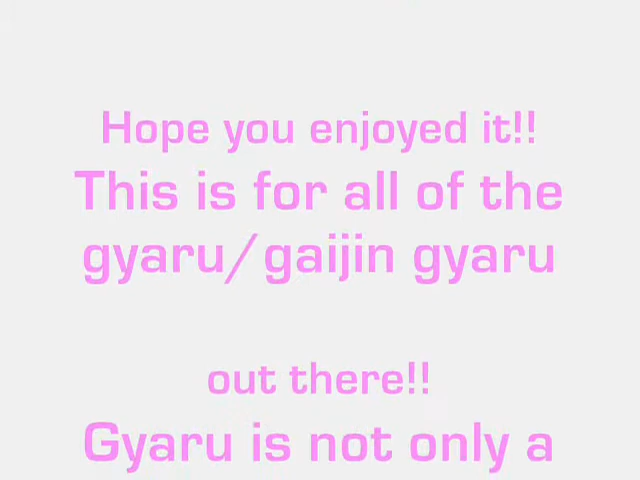 Hope you enjoyed it!!
This is for all of the
gyaru/gaijin gyaru
out there!!
Gyaru is not only a